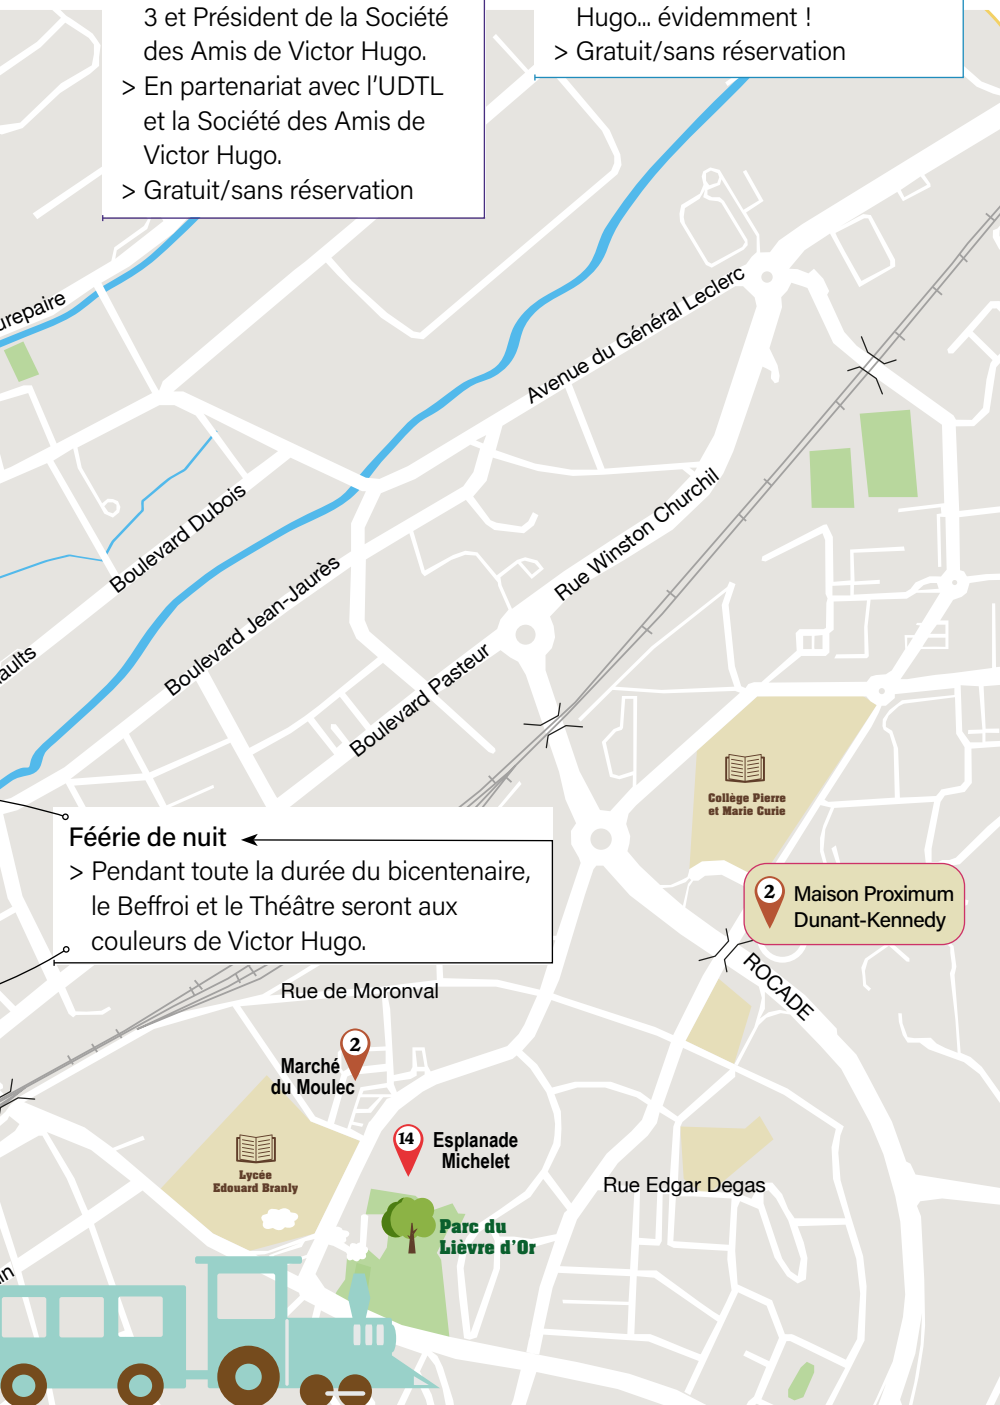 3 et Président de la Société
des Amis de Victor Hugo.
> En partenariat avec l'UDTL
et la Société des Amis de
Victor Hugo.
> Gratuit/sans réservation
Hugo... évidemment !
> Gratuit/sans réservation
urepaire
Avenue du Général Leclerc
Boulevard Dubois
Rue Winston Churchil
Boulevard Jean-Jaurès
aults
Boulevard Pasteur
Collège Pierre
et Marie Curie
Féérie de nuit
> Pendant toute la durée du bicentenaire,
le Beffroi et le Théâtre seront aux
couleurs de Victor Hugo.
2
Maison Proximum
Dunant-Kennedy
ROCADE
Rue de Moronval
2
Marché
du Moulec
14
Esplanade
Michelet
Lycée
Edouard Branly
Rue Edgar Degas
Parc du
Lièvre d'Or
in